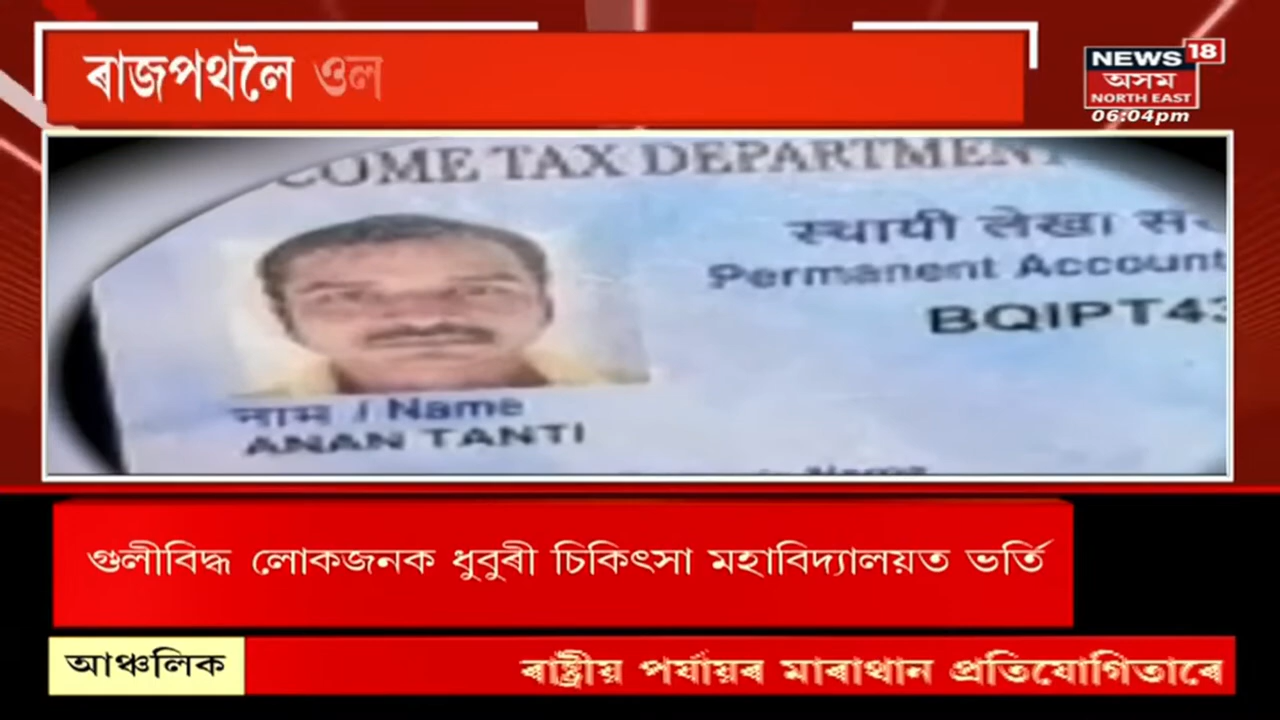 ৰাজপথলৈ ওল
NEWS 18
অসম
NORTH EAST
06:04pm
COME TAX DEPARTMEN
स्थायी लेखा
Permanent Account
BQIPT43
नाम / Name
ANAN TANTI
Name
গুলীবিদ্ধ লোকজনক ধুবুৰী চিকিৎসা মহাবিদ্যালয়ত ভৰ্তি
আঞ্চলিক
ৰাষ্ট্ৰীয় পৰ্যায়ৰ মাৰাথান প্ৰতিযোগিতাৰে